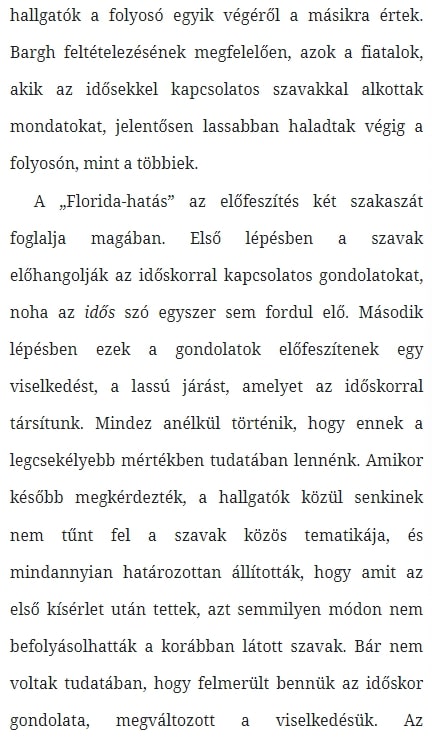 hallgatók a folyosó egyik végéről a másikra értek.
Bargh feltételezésének megfelelően, azok a fiatalok,
akik az idősekkel kapcsolatos szavakkal alkottak
mondatokat, jelentősen lassabban haladtak végig a
folyosón, mint a többiek.
A „Florida-hatás” az előfeszítés két szakaszát
foglalja magában. Első lépésben a szavak
előhangolják az időskorral kapcsolatos gondolatokat,
noha az idős szó egyszer sem fordul elő. Második
lépésben ezek a gondolatok előfeszítenek egy
viselkedést, a lassú járást, amelyet az időskorral
társítunk. Mindez anélkül történik, hogy ennek a
legcsekélyebb mértékben tudatában lennénk. Amikor
később megkérdezték, a hallgatók közül senkinek
nem tűnt fel a szavak közös tematikája, és
mindannyian határozottan állították, hogy amit az
első kísérlet után tettek, azt semmilyen módon nem
befolyásolhatták a korábban látott szavak. Bár nem
voltak tudatában, hogy felmerült bennük az időskor
gondolata, megváltozott a viselkedésük. Az